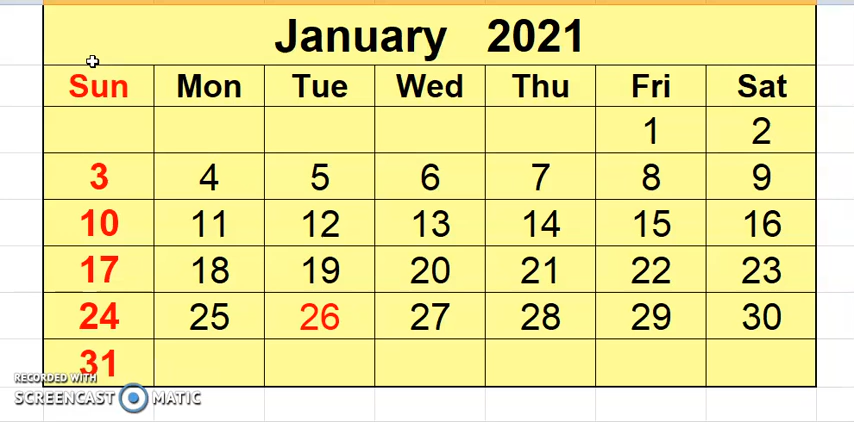 January 2021
Sun Mon Tue Wed Thu Fri Sat
1 2
3 4 5 6 7 8 9
10 11 12 13 14 15 16
17 18 19 20 21 22 23
24 25 26 27 28 29 30
31
RECORDED WITH
SCREENCAST MATIC